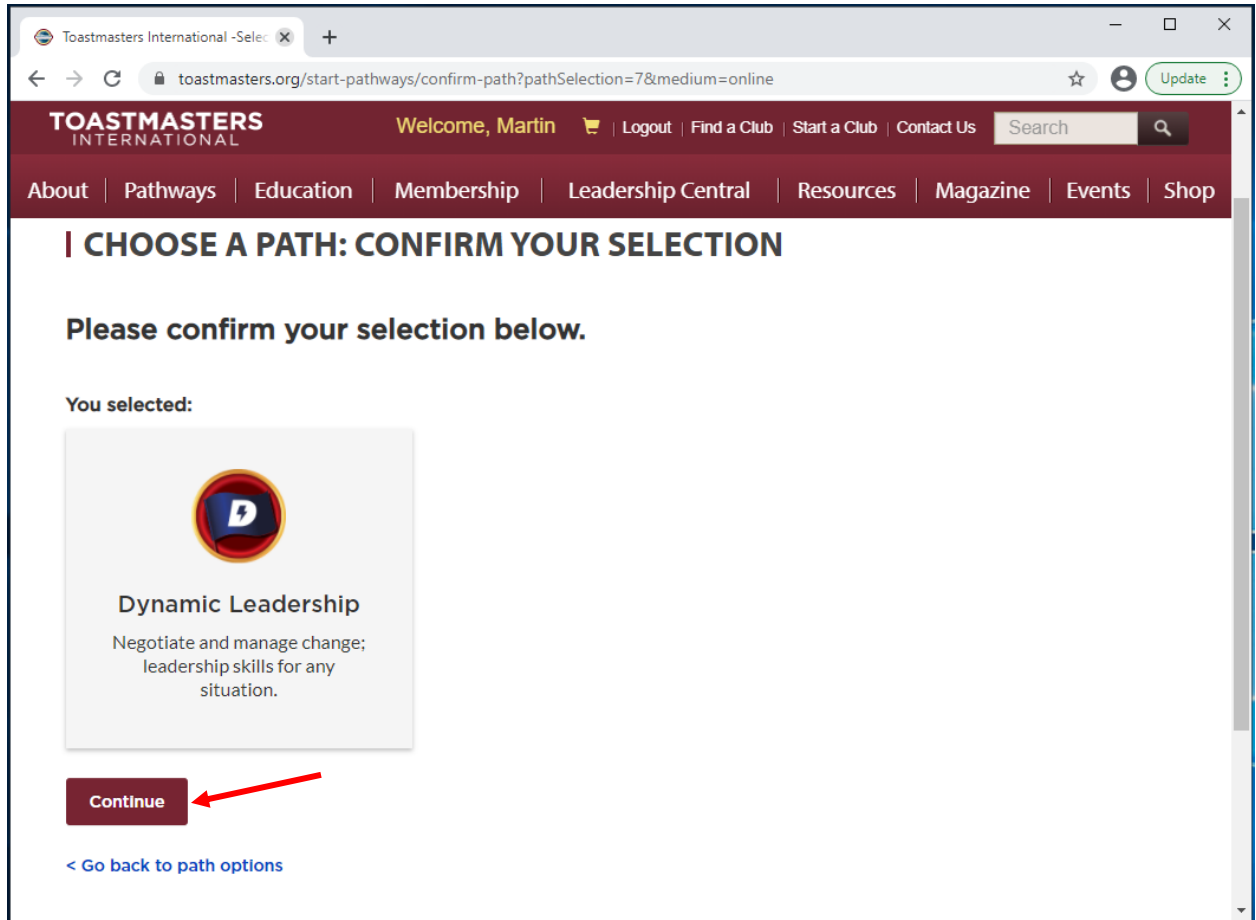 Toastmasters International -Selec
toastmasters.org/start-pathways/confirm-path?pathSelection=7&medium=online
Update
TOASTMASTERS
INTERNATIONAL
Welcome, Martin | Logout | Find a Club | Start a Club | Contact Us Search
About | Pathways | Education | Membership | Leadership Central | Resources | Magazine | Events | Shop
| CHOOSE A PATH: CONFIRM YOUR SELECTION
Please confirm your selection below.
You selected:
D
Dynamic Leadership
Negotiate and manage change;
leadership skills for any
situation.
Continue
< Go back to path options